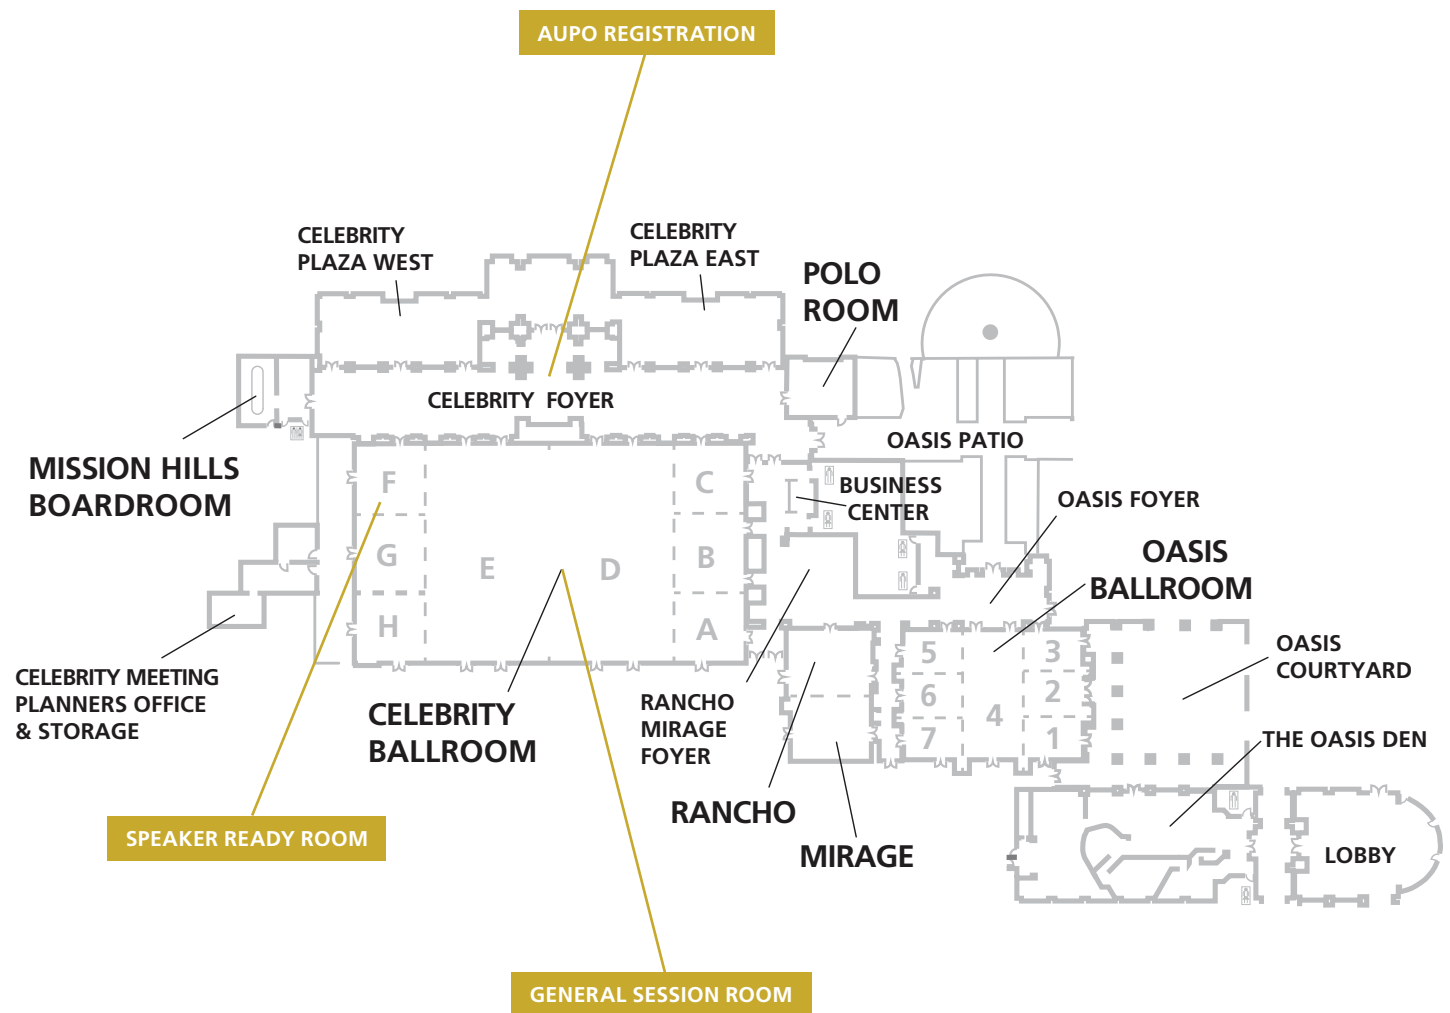 AUPO REGISTRATION
CELEBRITY
PLAZA WEST
CELEBRITY
PLAZA EAST
POLO
ROOM
CELEBRITY FOYER
OASIS PATIO
MISSION HILLS
BOARDROOM
F
C
BUSINESS
CENTER
OASIS FOYER
G
E
D
B
OASIS
BALLROOM
H
A
5
3
6
2
4
7
1
OASIS
COURTYARD
CELEBRITY MEETING
PLANNERS OFFICE
& STORAGE
CELEBRITY
BALLROOM
RANCHO
MIRAGE
FOYER
THE OASIS DEN
RANCHO
MIRAGE
LOBBY
SPEAKER READY ROOM
GENERAL SESSION ROOM